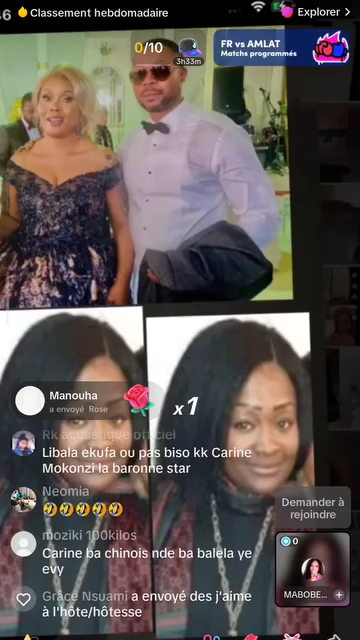 6
Classement hebdomadaire
Explorer >
0/10
3h33m
FR vs AMLAT
Matchs programmés
Manouha
a envoyé Rose
x1
Rk acoustique officiel
Libala ekufa ou pas biso kk Carine
Mokonzi la baronne star
Neomia
🤣🤣🤣🤣🤣
moziki 100kilos
Carine ba chinois nde ba balela ye
evy
Grâce Nsuami a envoyé des j'aime
à l'hôte/hôtesse
Demander à
rejoindre
0
MABOBE...